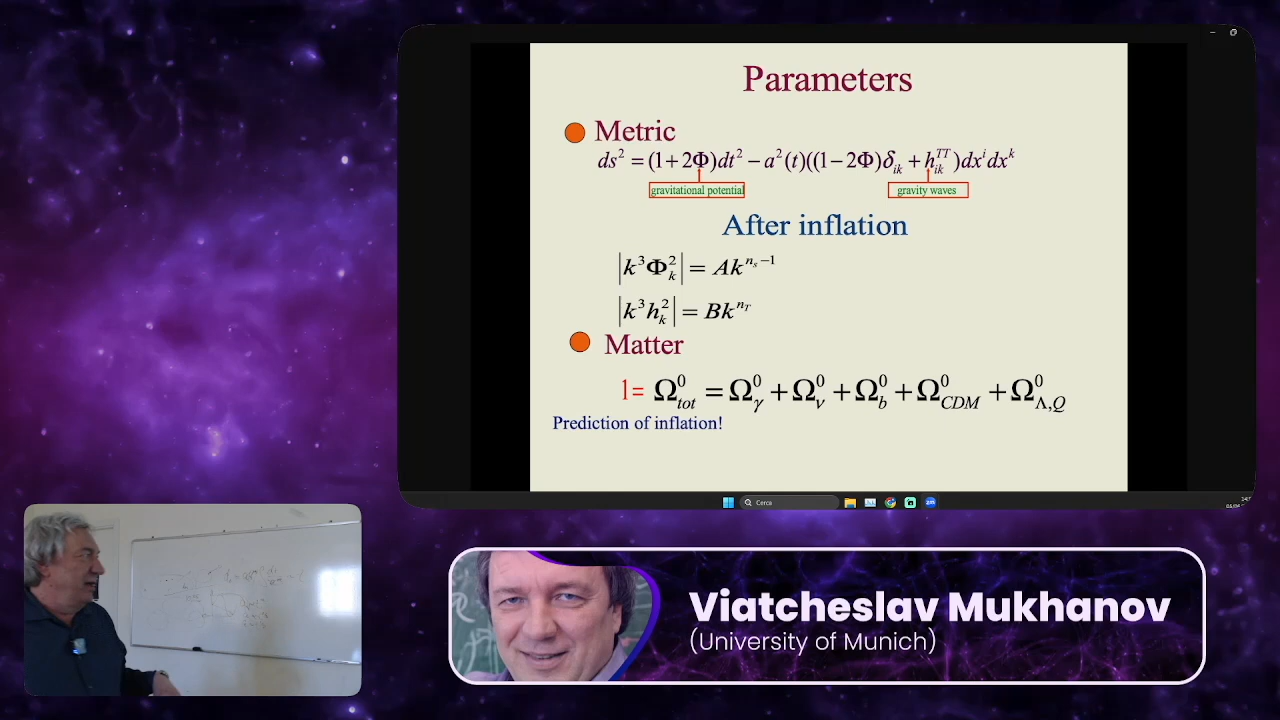 Parameters
Metric
ds² = (1+2Φ)dt² − a²(t)((1−2Φ)δ_ik + h_ik^TT)dx^i dx^k
gravitational potential
gravity waves
After inflation
|k³Φ_k²| = Ak^(n_s−1)
|k³h_k²| = Bk^(n_T)
Matter
1= Ω_tot^0 = Ω_γ^0 + Ω_ν^0 + Ω_b^0 + Ω_CDM^0 + Ω_Λ,Q^0
Prediction of inflation!
Cerca
Viatcheslav Mukhanov
(University of Munich)